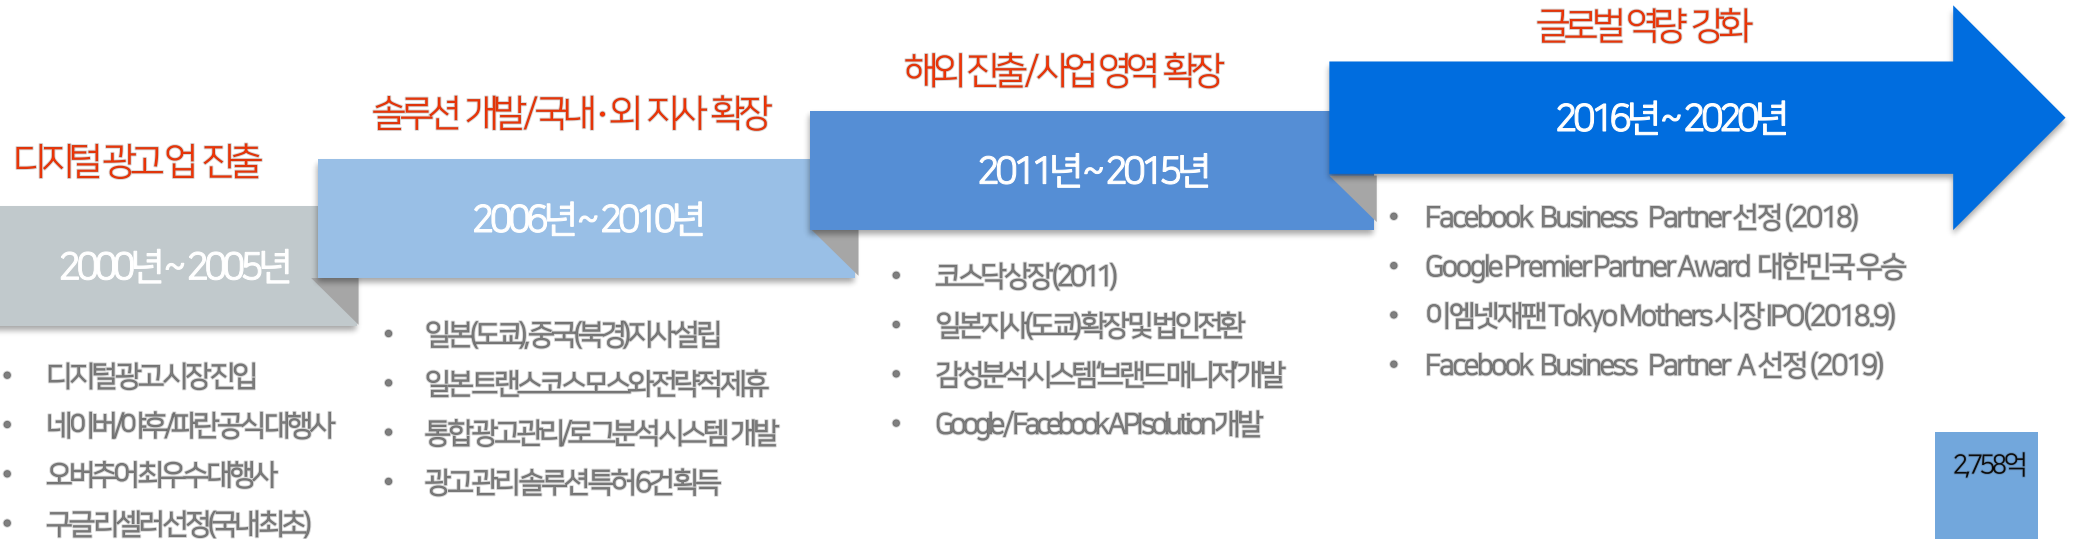 디지털 광고 업 진출
2000년 ~ 2005년
• 디지털 광고 시장 진입
• 네이버/야후/파란 공식 대행사
• 오버추어 최우수 대행사
• 구글 리셀러 선정(국내 최초)
솔루션 개발/국내·외 지사 확장
2006년 ~ 2010년
• 일본(도쿄),중국(북경)지사 설립
• 일본 트랜스코스모스와 전략적 제휴
• 통합 광고 관리/로그 분석 시스템 개발
• 광고 관리 솔루션 특허 6건 획득
해외 진출/사업 영역 확장
2011년 ~ 2015년
• 코스닥 상장(2011)
• 일본지사(도쿄)확장 및 법인 전환
• 감성분석 시스템‘브랜드 매니저’개발
• Google / Facebook API solution 개발
글로벌 역량 강화
2016년 ~ 2020년
• Facebook Business Partner 선정 (2018)
• Google Premier Partner Award 대한민국 우승
• 이엠넷재팬 Tokyo Mothers 시장 IPO(2018.9)
• Facebook Business Partner A 선정 (2019)
2,758억